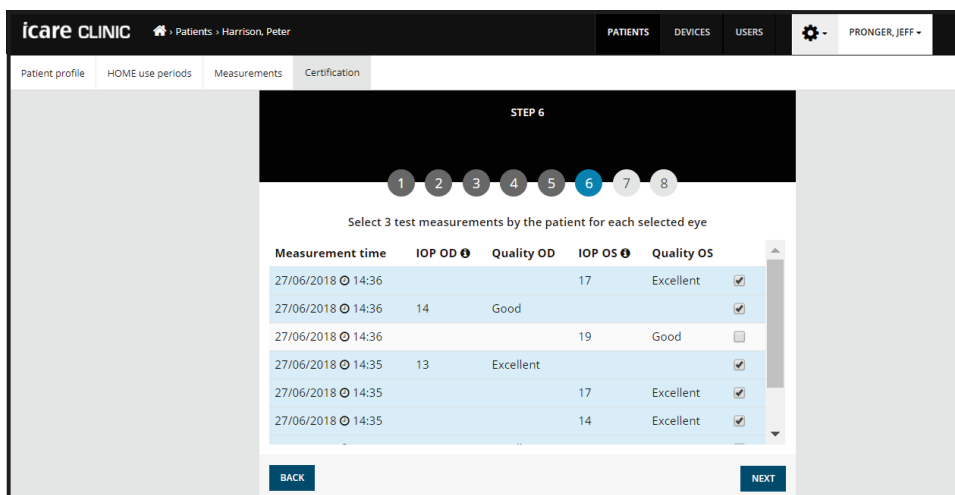 icare CLINIC › Patients › Harrison, Peter PATIENTS DEVICES USERS PRONGER, JEFF
Patient profile HOME use periods Measurements Certification
STEP 6
1 2 3 4 5 6 7 8
Select 3 test measurements by the patient for each selected eye
Measurement time IOP OD Quality OD IOP OS Quality OS
27/06/2018 14:36 17 Excellent
27/06/2018 14:36 14 Good
27/06/2018 14:36 19 Good
27/06/2018 14:35 13 Excellent
27/06/2018 14:35 17 Excellent
27/06/2018 14:35 14 Excellent
BACK NEXT